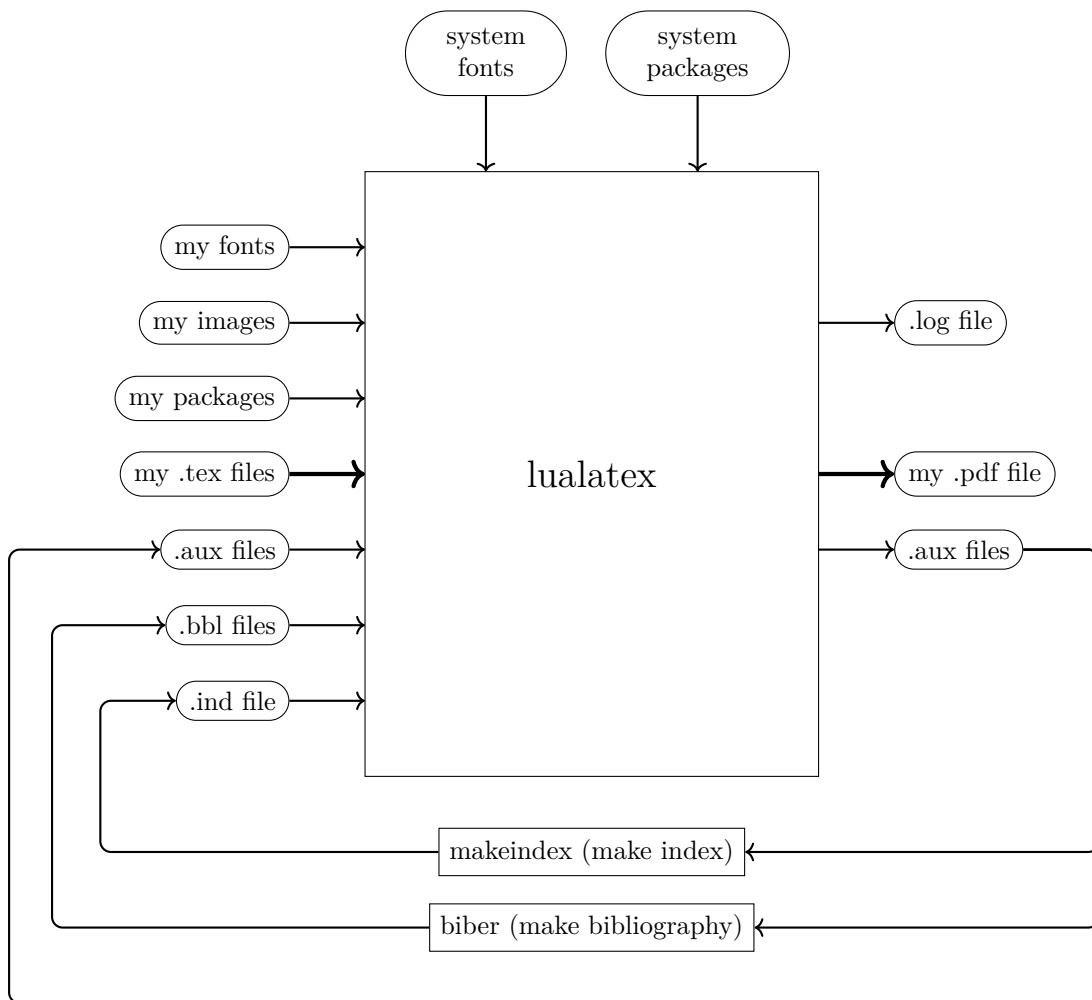 system
fonts
system
packages
my fonts
my images
.log file
my packages
my .tex files
lualatex
my .pdf file
.aux files
.aux files
.bbl files
.ind file
makeindex (make index)
biber (make bibliography)